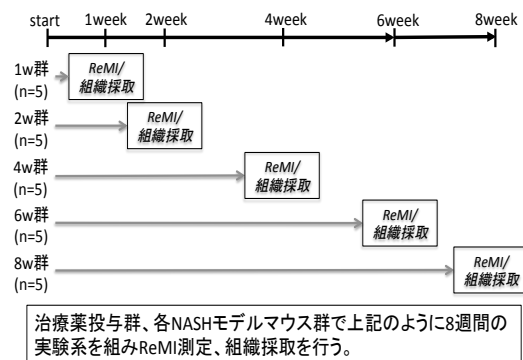 start 1week 2week 4week 6week 8week
1w群
(n=5)
ReMI/
組織採取
2w群
(n=5)
ReMI/
組織採取
4w群
(n=5)
ReMI/
組織採取
6w群
(n=5)
ReMI/
組織採取
8w群
(n=5)
ReMI/
組織採取
治療薬投与群、各NASHモデルマウス群で上記のように8週間の
実験系を組みReMI測定、組織採取を行う。